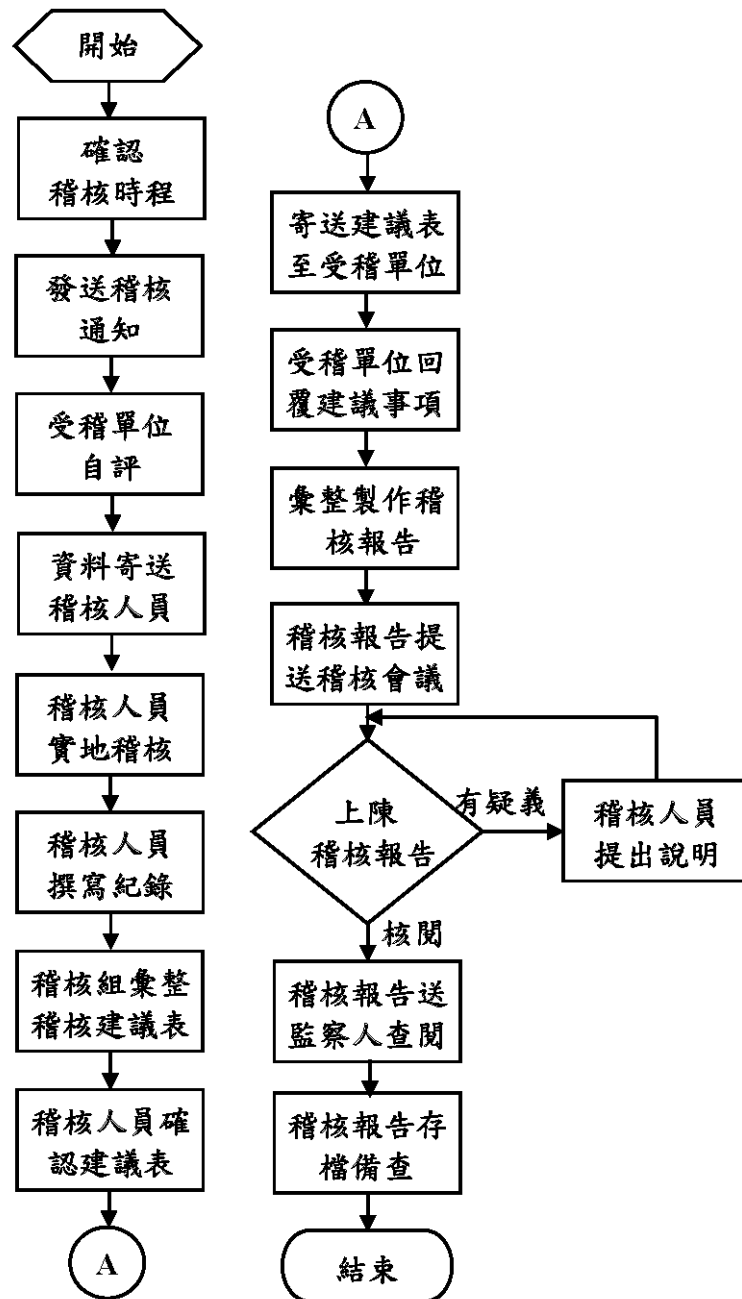 開始
確認
稽核時程
發送稽核
通知
受稽單位
自評
資料寄送
稽核人員
稽核人員
實地稽核
稽核人員
撰寫紀錄
稽核組彙整
稽核建議表
稽核人員確
認建議表
A
A
寄送建議表
至受稽單位
受稽單位回
覆建議事項
彙整製作稽
核報告
稽核報告提
送稽核會議
上陳
稽核報告
有疑義
稽核人員
提出說明
核閱
稽核報告送
監察人查閱
稽核報告存
檔備查
結束